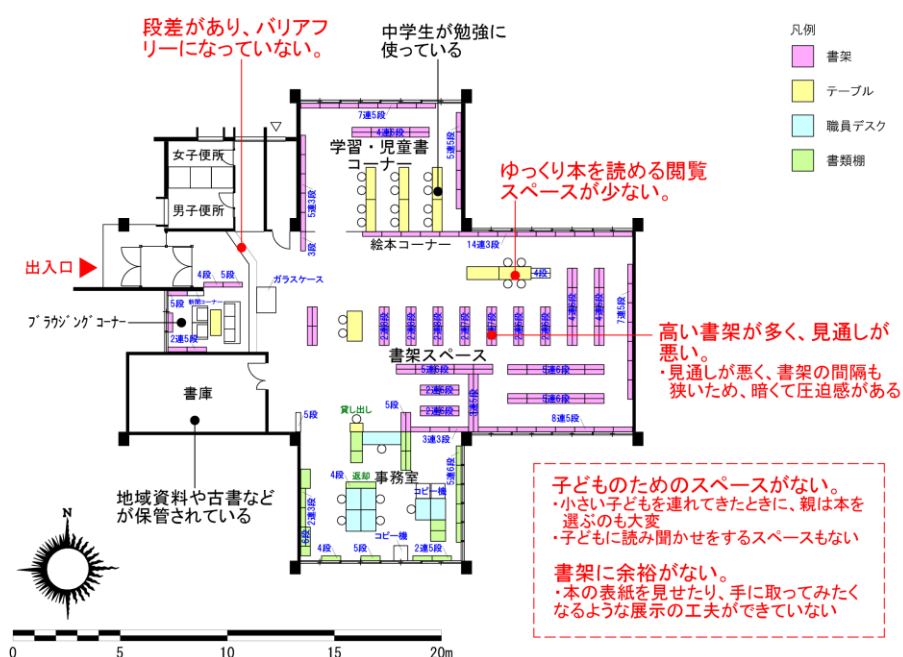 段差があり、バリア
フリーになっていない。
中学生が勉強に
使っている
凡例
書架
テーブル
職員デスク
書類棚
7連5段
4連5段
学習・児童書
コーナー
5連5段
5連3段
3段
女子便所
男子便所
ゆっくり本を読める閲覧
スペースが少ない。
絵本コーナー
14連3段
出入口
4段
5段
ガラスケース
4段
5段
新聞コーナー
ブラウジングコーナー
2連5段
7連5段
高い書架が多く、見通しが
悪い。
・見通しが悪く、書架の間隔も
狭いため、暗くて圧迫感がある
書架スペース
5連6段
5連6段
書庫
5段
5段
貸し出し
3連3段
8連5段
地域資料や古書など
が保管されている
返却
事務室
4段
コピー機
5連6段
2連3段
コピー機
4段
5段
2連5段
子どものためのスペースがない。
・小さい子どもを連れてきたときに、親は本を
選ぶのも大変
・子どもに読み聞かせをするスペースもない
書架に余裕がない。
・本の表紙を見せたり、手に取ってみたく
なるような展示の工夫ができていない
N
0
5
10
15
20m